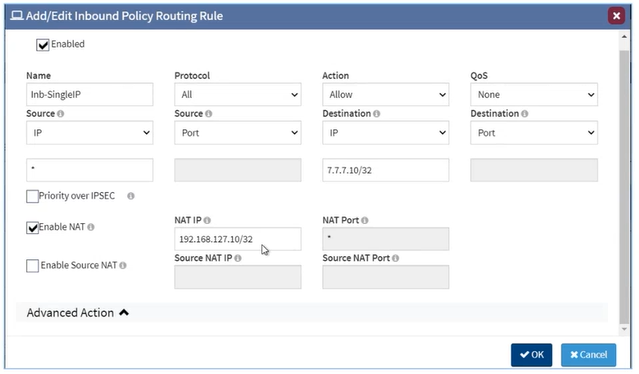 Add/Edit Inbound Policy Routing Rule
Enabled
Name Protocol Action QoS
Inb-SingleIP All Allow None
Source Source Destination Destination
IP Port IP Port
* 7.7.7.10/32
Priority over IPSEC
Enable NAT NAT IP NAT Port
192.168.127.10/32 *
Enable Source NAT Source NAT IP Source NAT Port
Advanced Action
OK Cancel